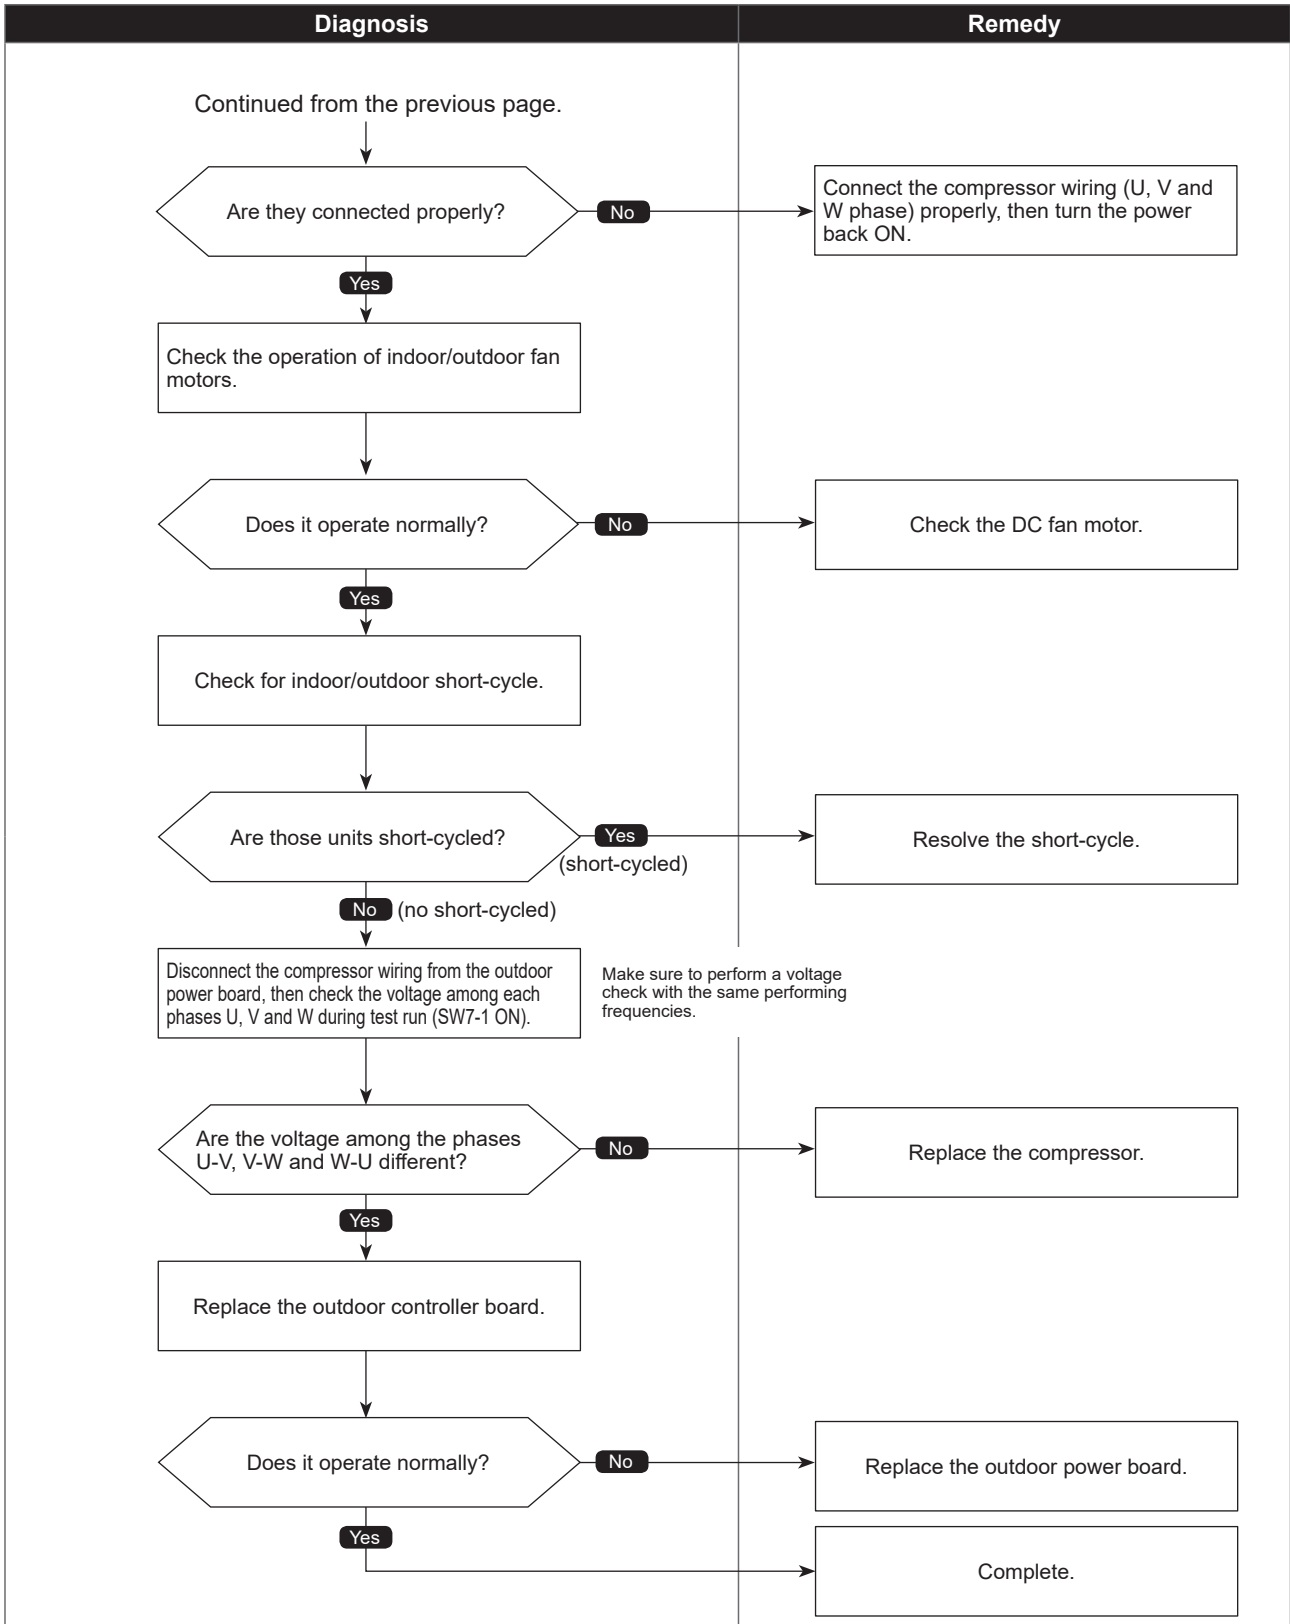 Diagnosis
Remedy
Continued from the previous page.
Are they connected properly?
No
Connect the compressor wiring (U, V and
W phase) properly, then turn the power
back ON.
Yes
Check the operation of indoor/outdoor fan
motors.
Does it operate normally?
No
Check the DC fan motor.
Yes
Check for indoor/outdoor short-cycle.
Are those units short-cycled?
Yes
(short-cycled)
Resolve the short-cycle.
No (no short-cycled)
Disconnect the compressor wiring from the outdoor
power board, then check the voltage among each
phases U, V and W during test run (SW7-1 ON).
Make sure to perform a voltage
check with the same performing
frequencies.
Are the voltage among the phases
U-V, V-W and W-U different?
No
Replace the compressor.
Yes
Replace the outdoor controller board.
Does it operate normally?
No
Replace the outdoor power board.
Yes
Complete.